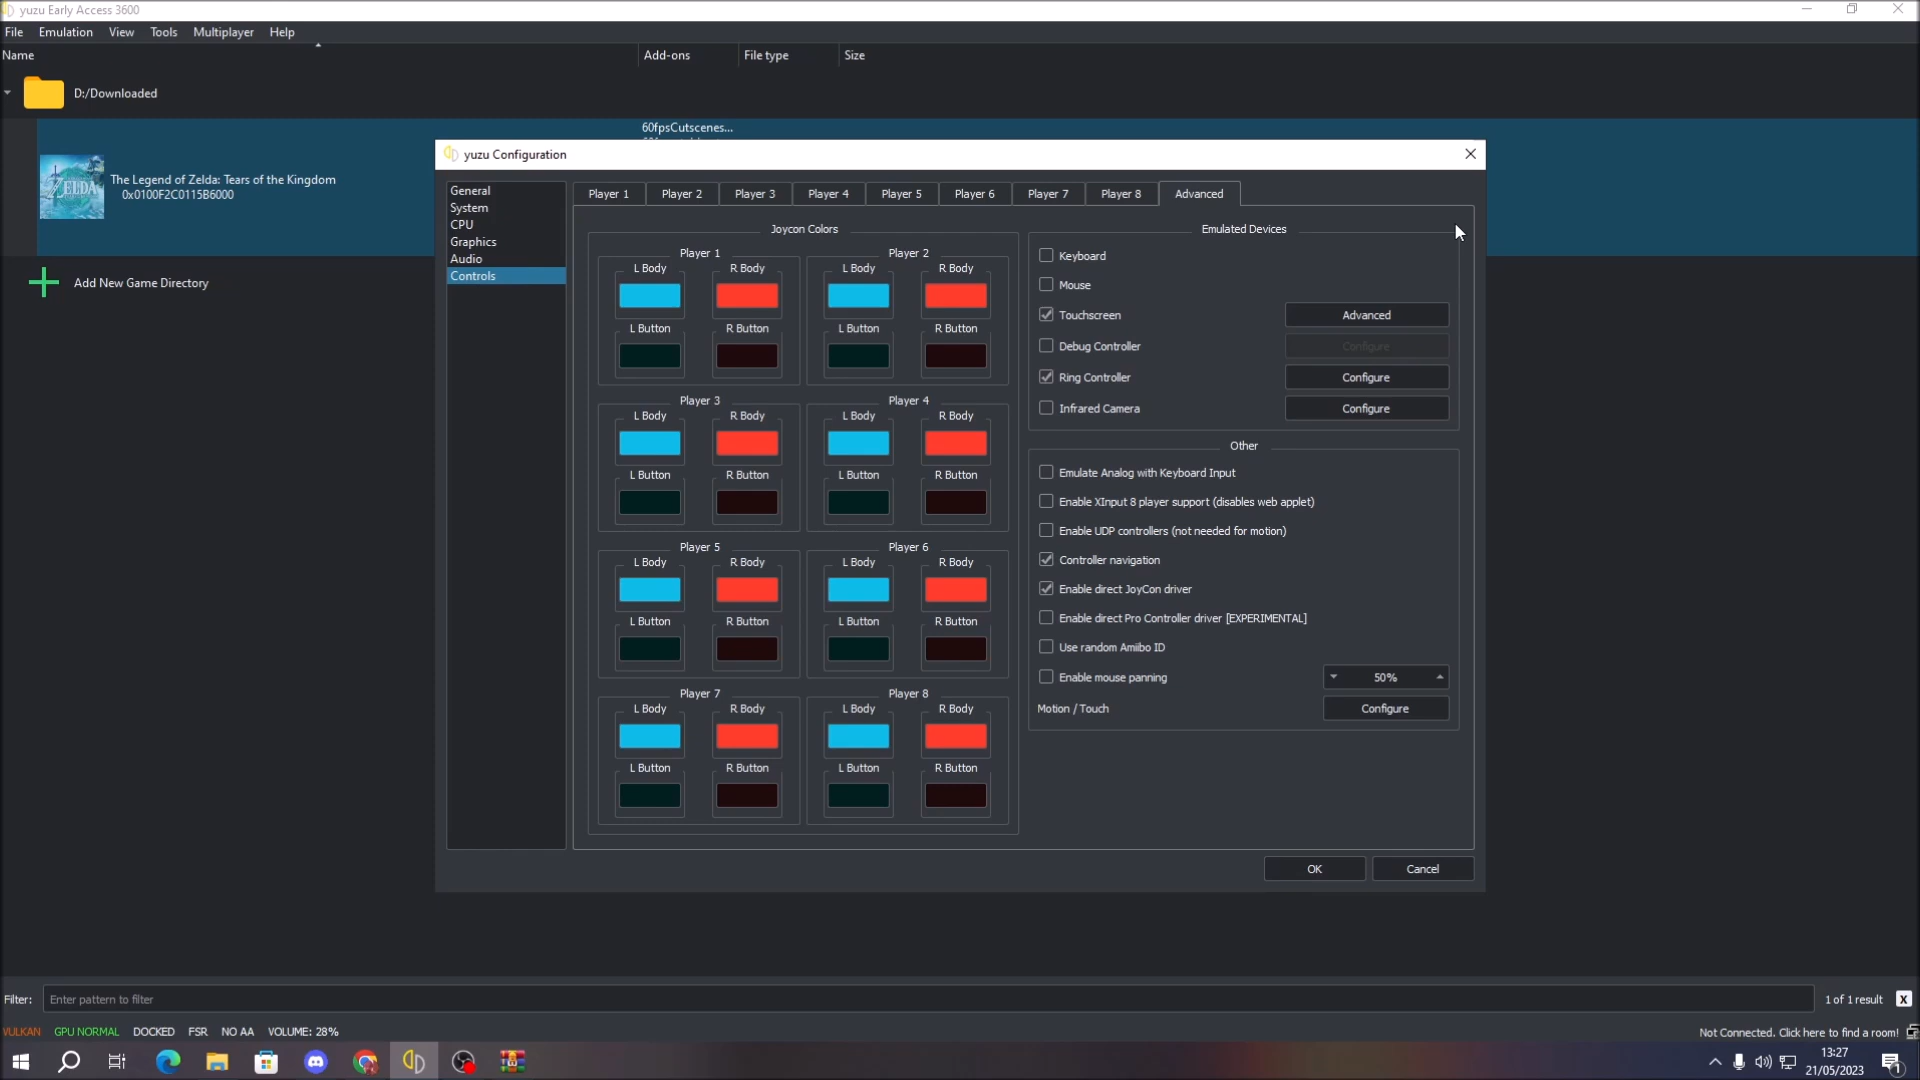 yuzu Early Access 3600
File Emulation View Tools Multiplayer Help
Name Add-ons File type Size
D:/Downloaded
60fpsCutscenes...
The Legend of Zelda: Tears of the Kingdom
0x0100F2C0115B6000
ZELDA
Add New Game Directory
yuzu Configuration
General
System
CPU
Graphics
Audio
Controls
Player 1 Player 2 Player 3 Player 4 Player 5 Player 6 Player 7 Player 8 Advanced
Joycon Colors
Player 1 Player 2
L Body R Body L Body R Body
L Button R Button L Button R Button
Player 3 Player 4
L Body R Body L Body R Body
L Button R Button L Button R Button
Player 5 Player 6
L Body R Body L Body R Body
L Button R Button L Button R Button
Player 7 Player 8
L Body R Body L Body R Body
L Button R Button L Button R Button
Emulated Devices
Keyboard
Mouse
Touchscreen Advanced
Debug Controller Configure
Ring Controller Configure
Infrared Camera Configure
Other
Emulate Analog with Keyboard Input
Enable XInput 8 player support (disables web applet)
Enable UDP controllers (not needed for motion)
Controller navigation
Enable direct JoyCon driver
Enable direct Pro Controller driver [EXPERIMENTAL]
Use random Amiibo ID
Enable mouse panning 50%
Motion / Touch Configure
OK Cancel
Filter: Enter pattern to filter 1 of 1 result X
VULKAN GPU NORMAL DOCKED FSR NO AA VOLUME: 28% Not Connected. Click here to find a room!
13:27
21/05/2023
1